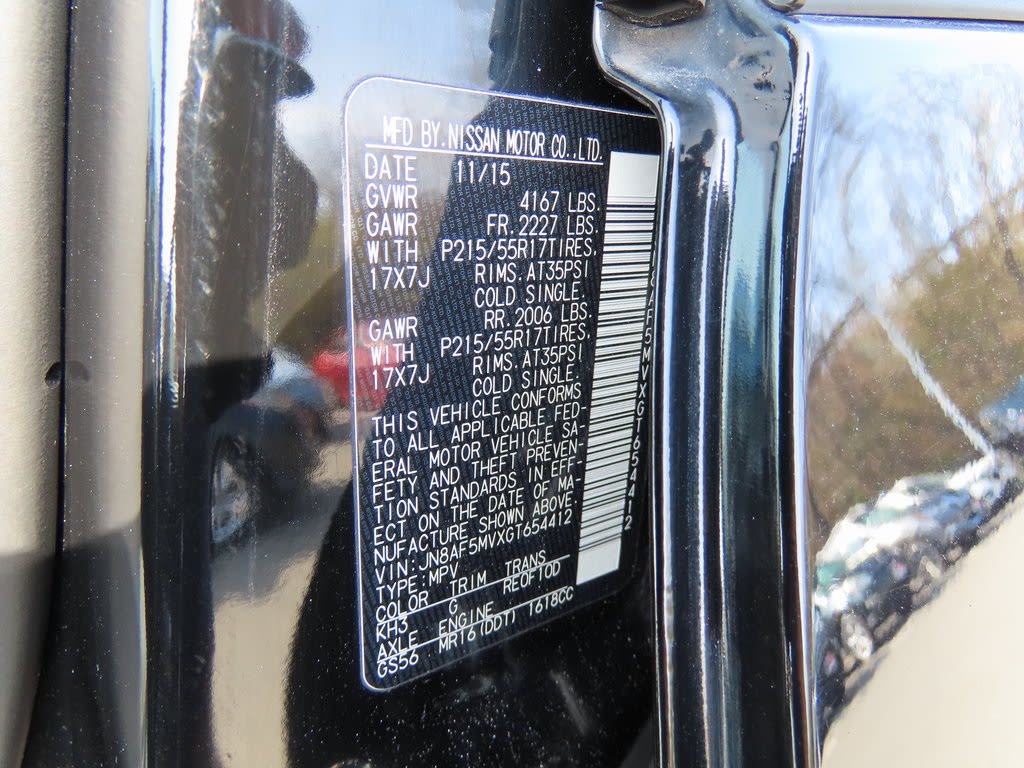 MFD BY. NISSAN MOTOR CO., LTD.
DATE 11/15
GVWR 4167 LBS.
GAWR FR. 2227 LBS.
WITH P215/55R17TIRES,
17X7J RIMS. AT35PSI
COLD SINGLE.
GAWR RR. 2006 LBS.
WITH P215/55R17TIRES,
17X7J RIMS. AT35PSI
COLD SINGLE.
THIS VEHICLE CONFORMS
TO ALL APPLICABLE FED-
ERAL MOTOR VEHICLE SA-
FETY AND THEFT PREVEN-
TION STANDARDS IN EFF-
ECT ON THE DATE OF MA-
NUFACTURE SHOWN ABOVE.
VIN: JN8AF5MVXGT654412
TYPE: MPV
COLOR TRIM TRANS
KH3 G RE0F10D
AXLE ENGINE
GS56 MR16(DDT) 1618CC